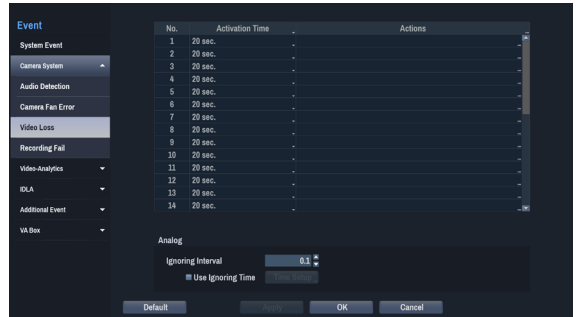 Event
System Event
Camera System
Audio Detection
Camera Fan Error
Video Loss
Recording Fail
Video-Analytics
IDLA
Additional Event
VA Box
No. Activation Time Actions
1 20 sec.
2 20 sec.
3 20 sec.
4 20 sec.
5 20 sec.
6 20 sec.
7 20 sec.
8 20 sec.
9 20 sec.
10 20 sec.
11 20 sec.
12 20 sec.
13 20 sec.
14 20 sec.
Analog
Ignoring Interval 0.1
Use Ignoring Time Time Setup
Default Apply OK Cancel